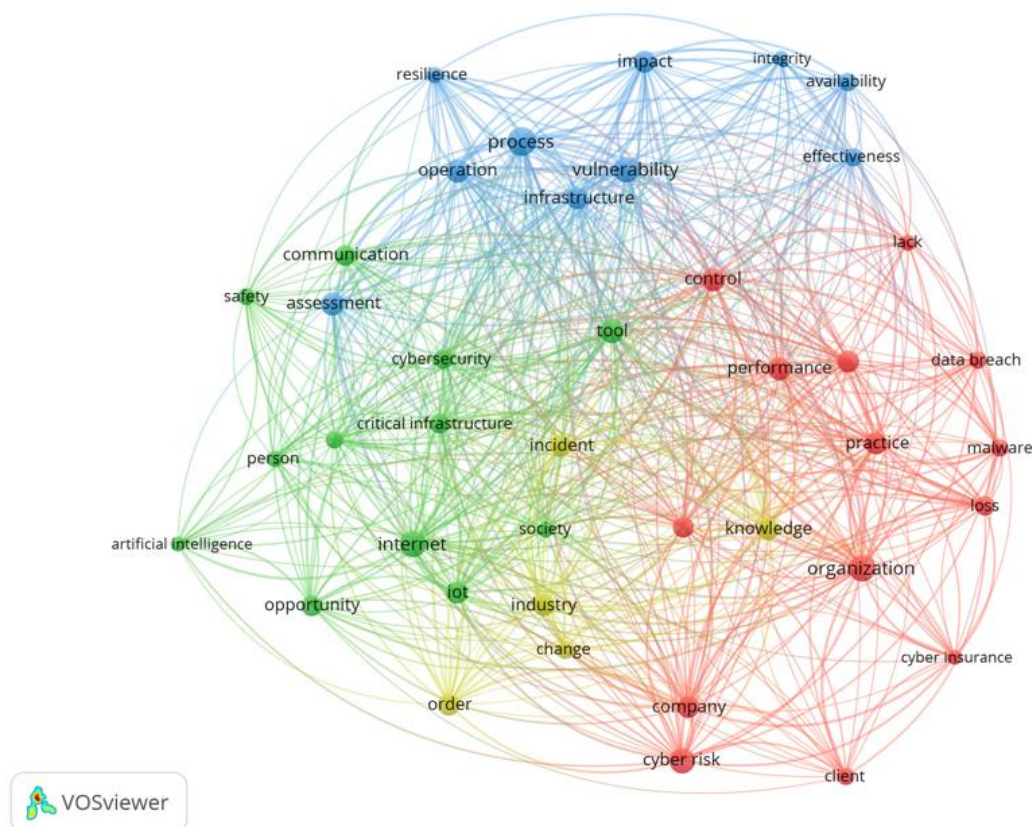 integrity
impact
resilience
availability
process
effectiveness
operation
vulnerability
infrastructure
lack
communication
control
safety
assessment
tool
cybersecurity
data breach
performance
critical infrastructure
incident
practice
malware
person
loss
society
knowledge
artificial intelligence
internet
organization
iot
opportunity
industry
change
cyber insurance
order
company
cyber risk
client
VOSviewer